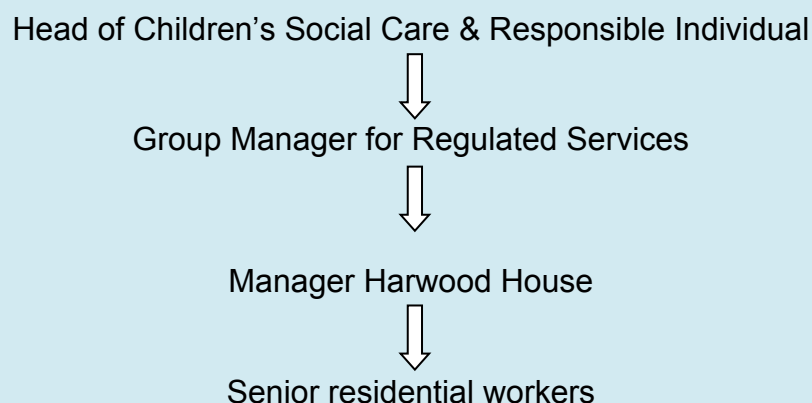 Head of Children’s Social Care & Responsible Individual
Group Manager for Regulated Services
Manager Harwood House
Senior residential workers